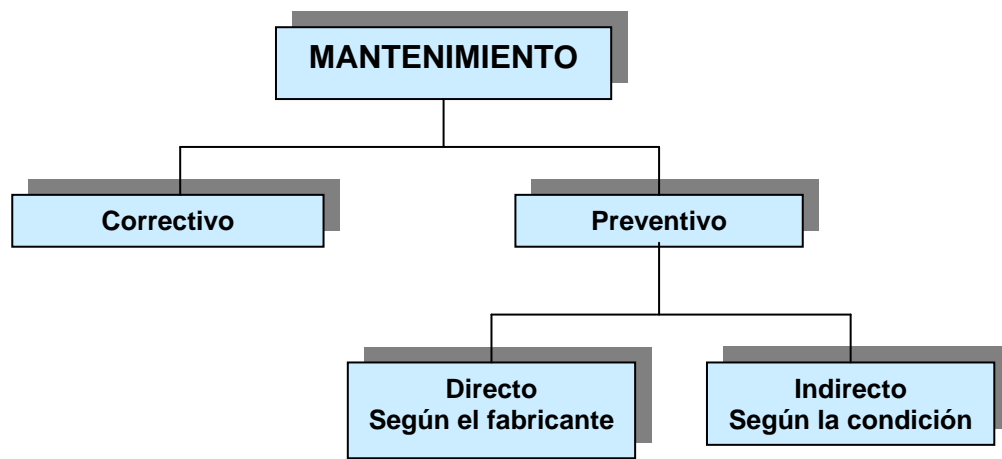 MANTENIMIENTO
Correctivo
Preventivo
Directo
Según el fabricante
Indirecto
Según la condición